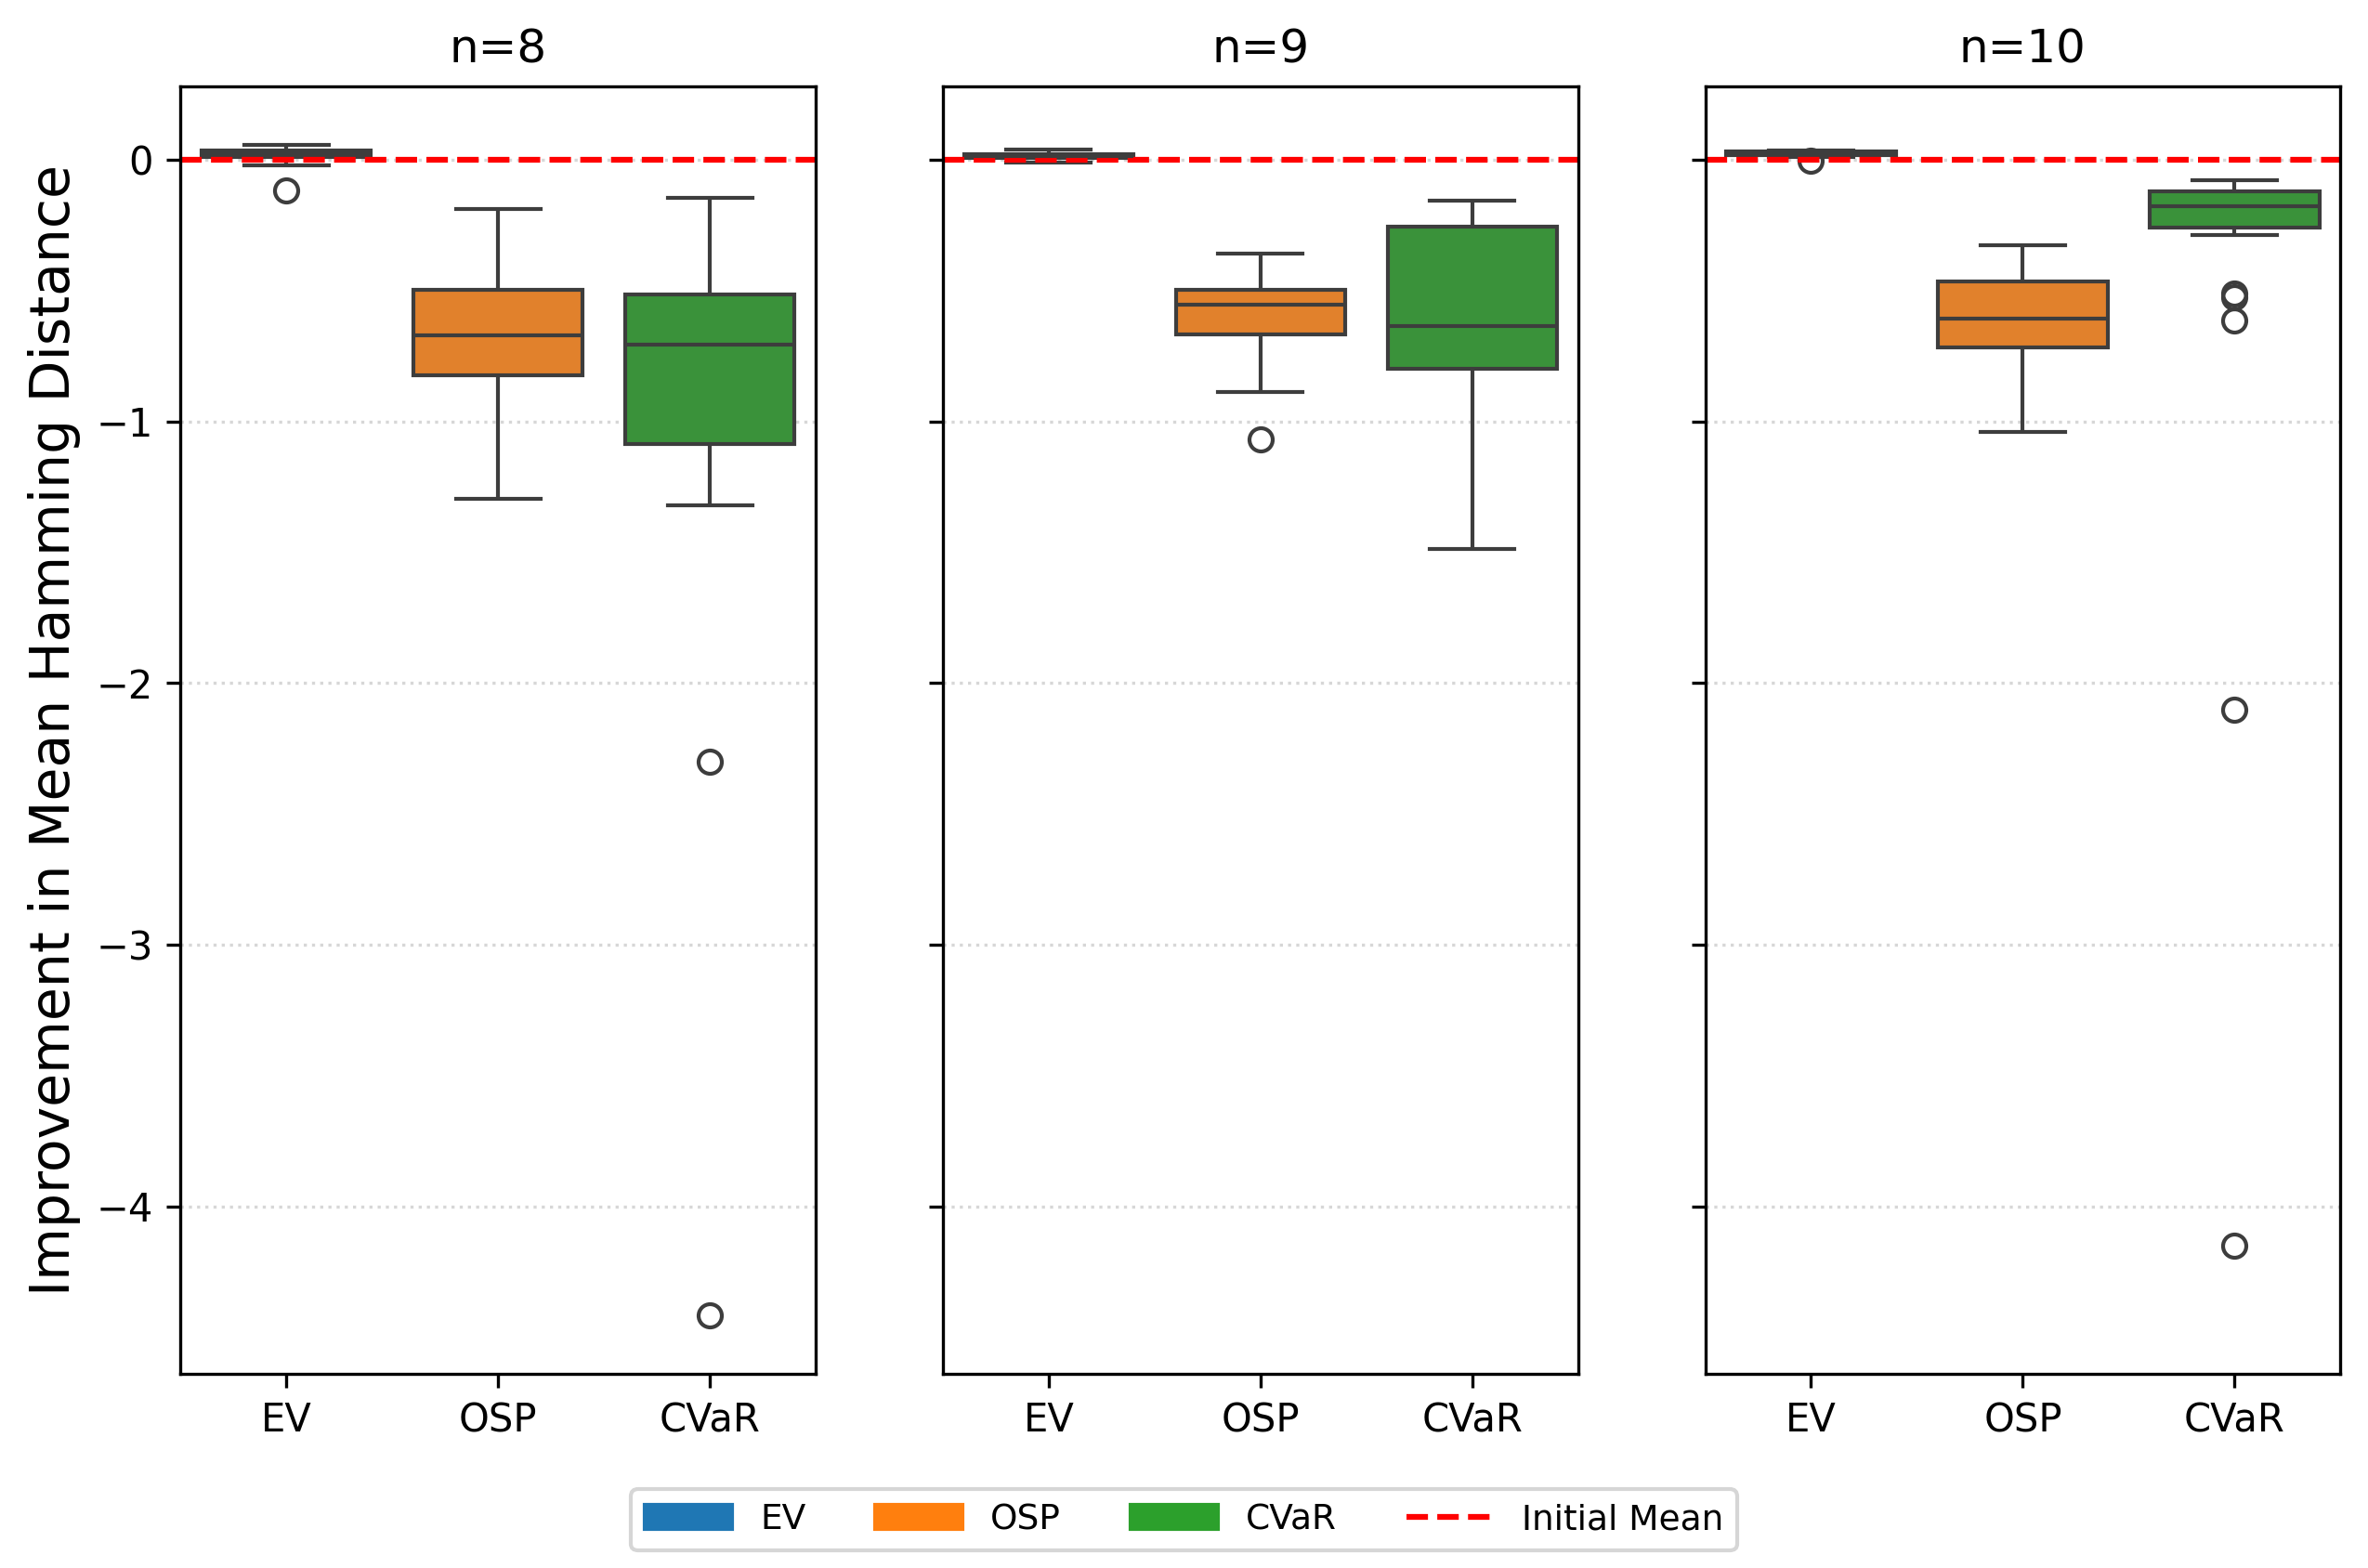 n=8
n=9
n=10
Improvement in Mean Hamming Distance
0
−1
−2
−3
−4
EV OSP CVaR
EV OSP CVaR
EV OSP CVaR
EV OSP CVaR Initial Mean